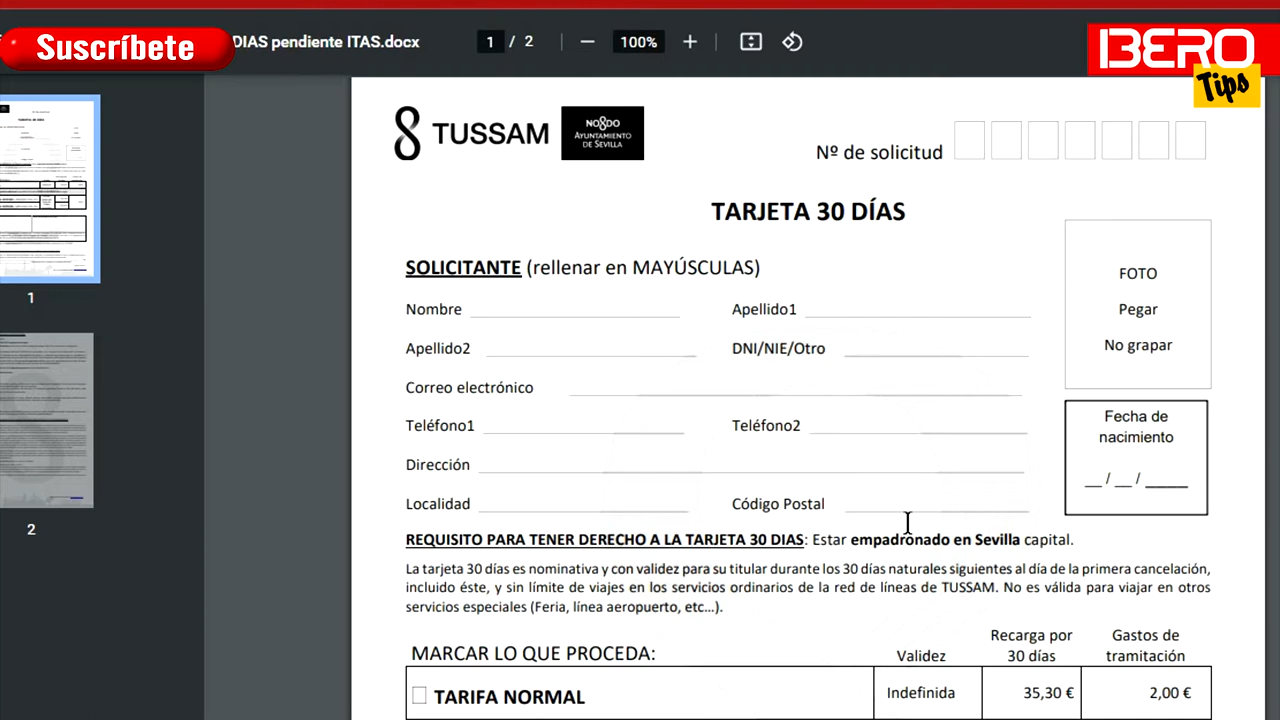 Suscríbete
DIAS pendiente ITAS.docx
1 / 2
100%
BERO
Tips
TUSSAM
NO8DO
AYUNTAMIENTO
DE SEVILLA
Nº de solicitud
TARJETA 30 DÍAS
SOLICITANTE (rellenar en MAYÚSCULAS)
Nombre
Apellido1
Apellido2
DNI/NIE/Otro
Correo electrónico
Teléfono1
Teléfono2
Dirección
Localidad
Código Postal
FOTO
Pegar
No grapar
Fecha de
nacimiento
__ / __ / _____
REQUISITO PARA TENER DERECHO A LA TARJETA 30 DIAS: Estar empadronado en Sevilla capital.
La tarjeta 30 días es nominativa y con validez para su titular durante los 30 días naturales siguientes al día de la primera cancelación,
incluido éste, y sin límite de viajes en los servicios ordinarios de la red de líneas de TUSSAM. No es válida para viajar en otros
servicios especiales (Feria, línea aeropuerto, etc...).
MARCAR LO QUE PROCEDA:
Validez
Recarga por
30 días
Gastos de
tramitación
TARIFA NORMAL
Indefinida
35,30 €
2,00 €
1
2